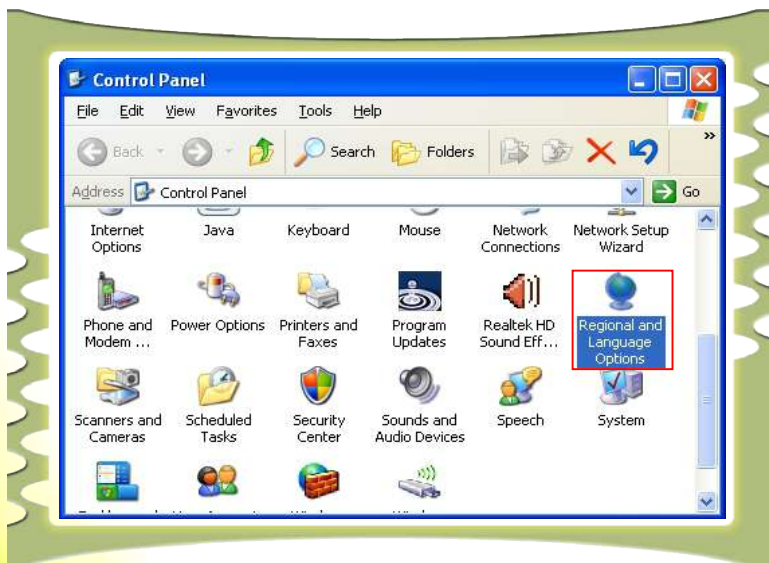 Control Panel
File Edit View Favorites Tools Help
Back Search Folders »
Address Control Panel Go
Internet Java Keyboard Mouse Network Network Setup
Options Connections Wizard
Phone and Power Options Printers and Program Realtek HD Regional and
Modem ... Faxes Updates Sound Eff... Language
Options
Scanners and Scheduled Security Sounds and Speech System
Cameras Tasks Center Audio Devices